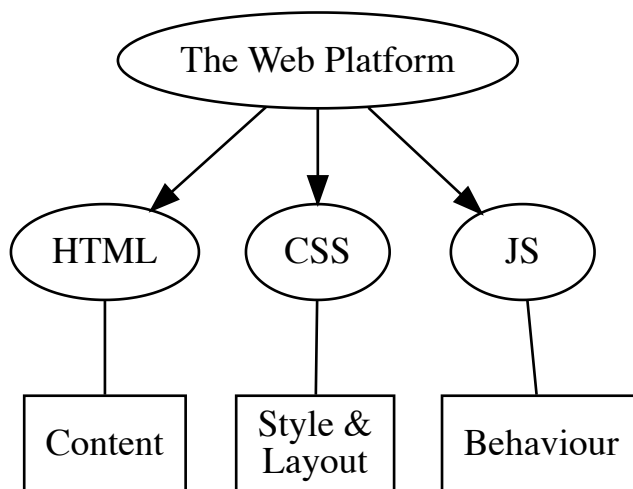 The Web Platform
HTML
CSS
JS
Content
Style &
Layout
Behaviour